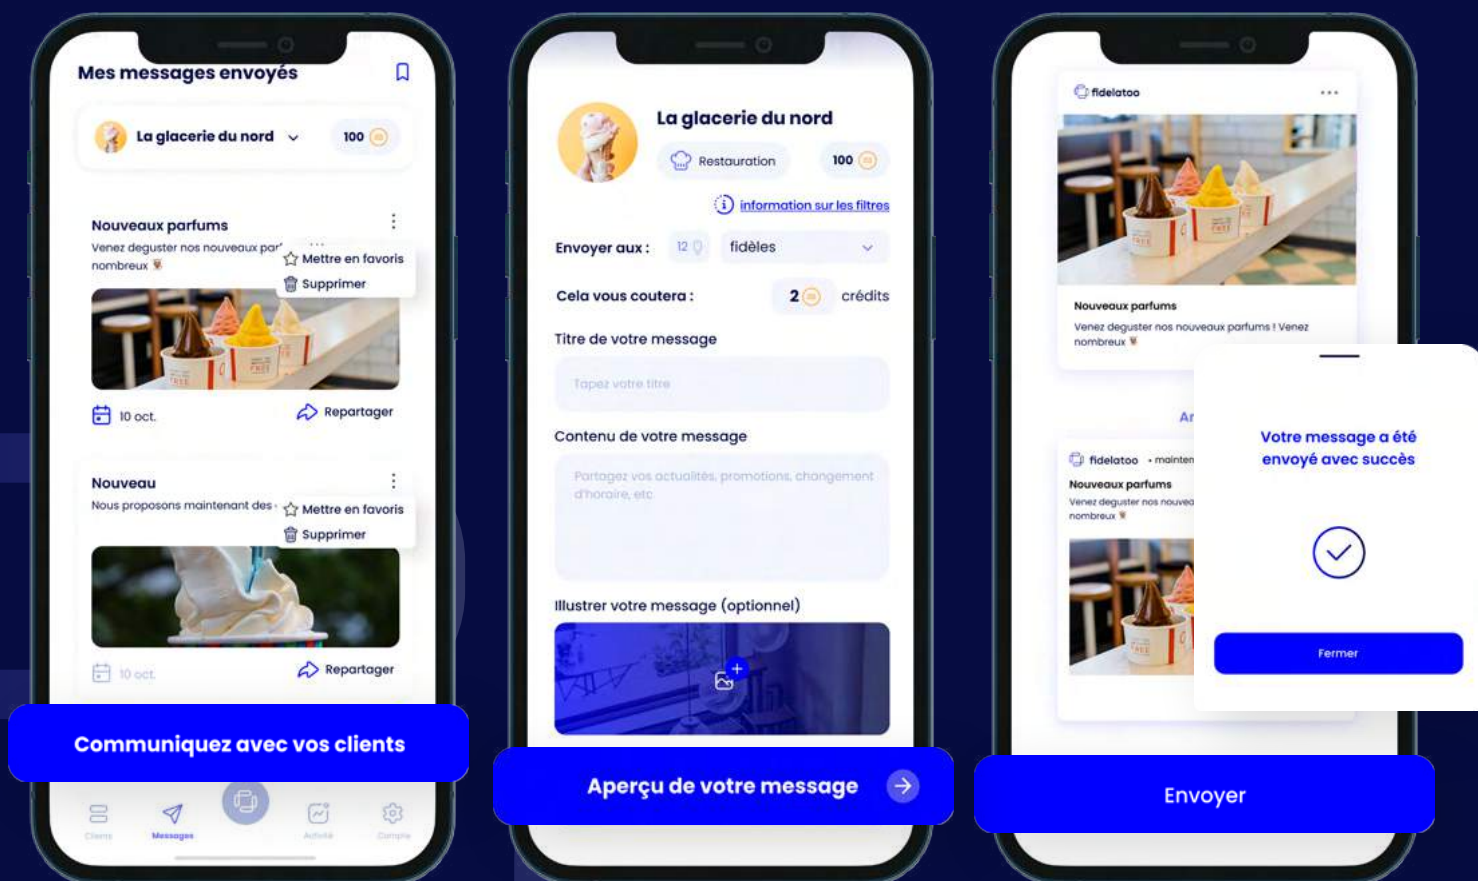 Mes messages envoyés
La glacerie du nord
100
Nouveaux parfums
Venez deguster nos nouveaux
nombreux
Mettre en favoris
Supprimer
10 oct.
Repartager
Nouveau
Nous proposons maintenant des
Mettre en favoris
Supprimer
10 oct.
Repartager
Communiquez avec vos clients
Clients
Messages
Activité
Compte
La glacerie du nord
Restauration
100
information sur les filtres
Envoyer aux :
12
fidèles
Cela vous coutera :
2
crédits
Titre de votre message
Tapez votre titre
Contenu de votre message
Partagez vos actualités, promotions, changement
d'horaire, etc
Illustrer votre message (optionnel)
Aperçu de votre message
fidelatoo
Nouveaux parfums
Venez deguster nos nouveaux parfums ! Venez
nombreux
fidelatoo
Nouveaux parfums
Venez deguster nos
nombreux
Votre message a été
envoyé avec succès
Fermer
Envoyer